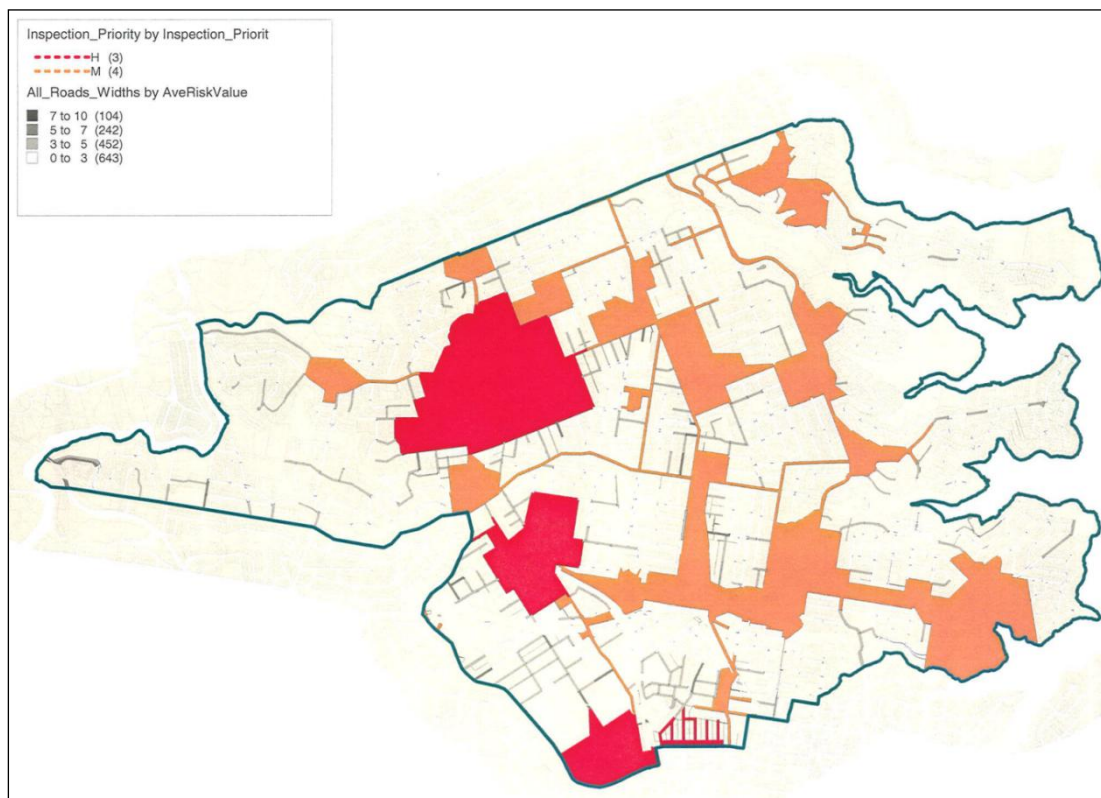 Inspection_Priority by Inspection_Priorit
H (3)
M (4)
All_Roads_Widths by AveRiskValue
7 to 10 (104)
5 to 7 (242)
3 to 5 (452)
0 to 3 (643)